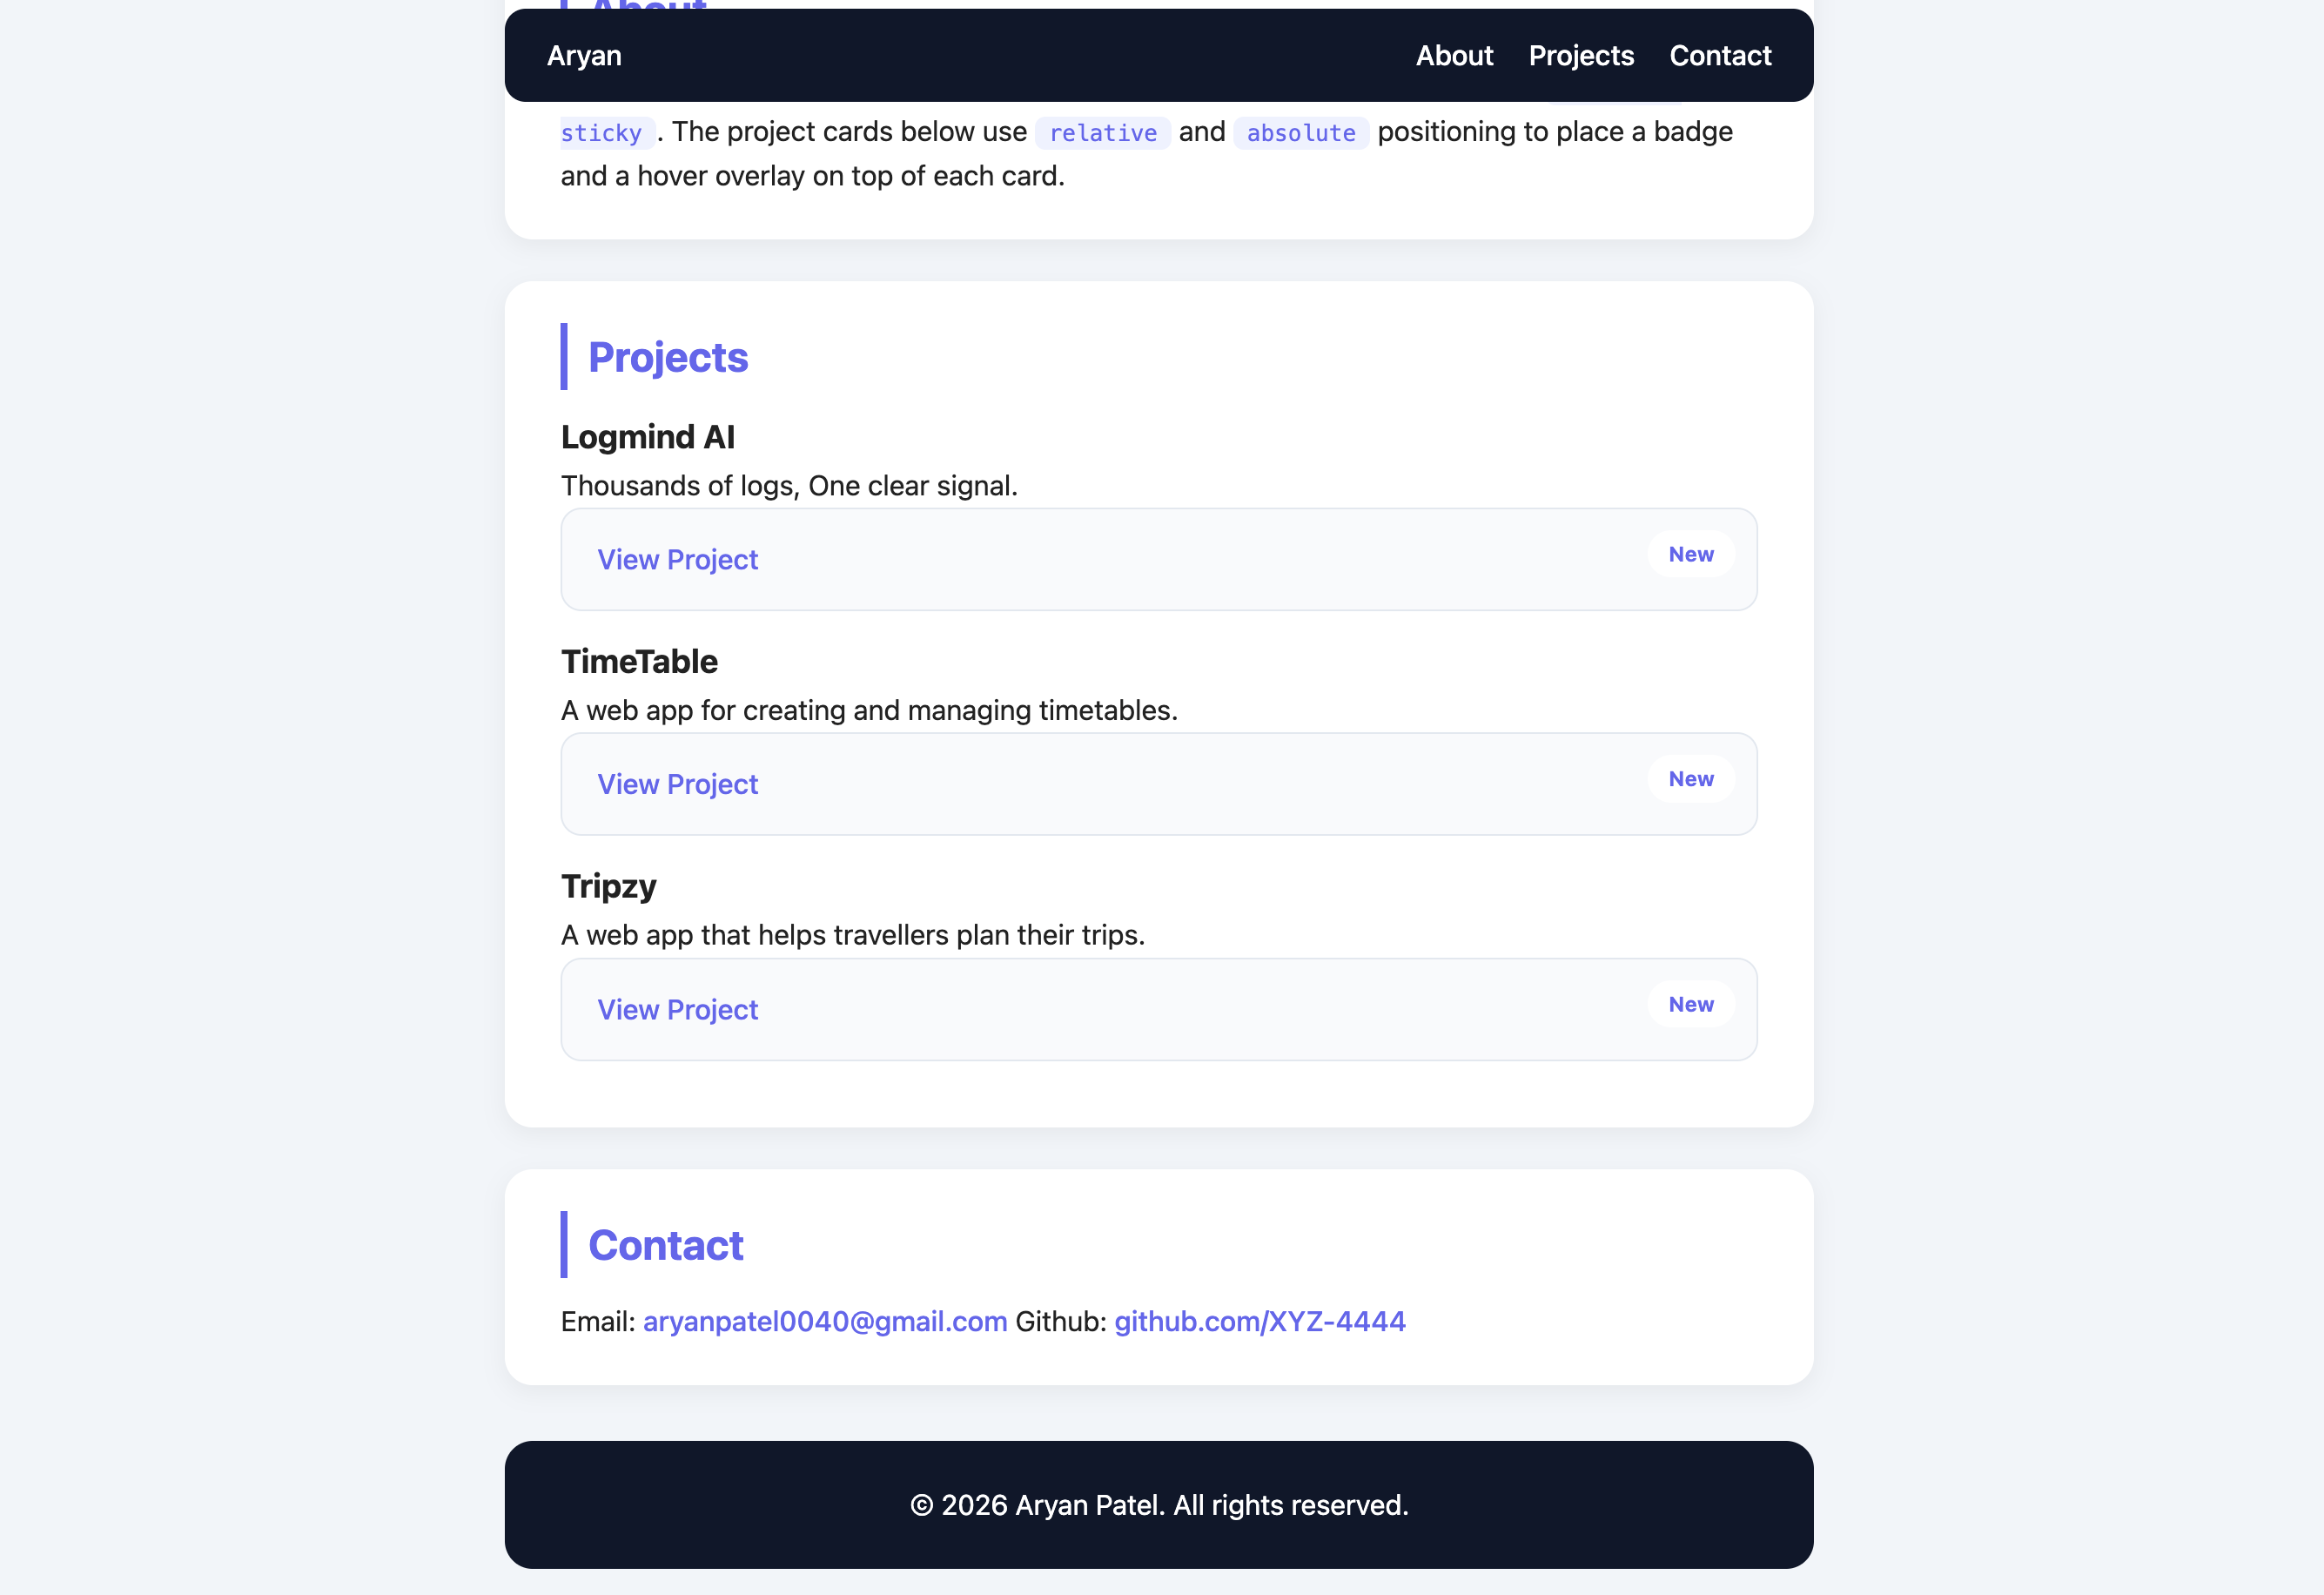 About
Aryan
About Projects Contact
sticky . The project cards below use relative and absolute positioning to place a badge
and a hover overlay on top of each card.
Projects
Logmind AI
Thousands of logs, One clear signal.
View Project New
TimeTable
A web app for creating and managing timetables.
View Project New
Tripzy
A web app that helps travellers plan their trips.
View Project New
Contact
Email: aryanpatel0040@gmail.com Github: github.com/XYZ-4444
© 2026 Aryan Patel. All rights reserved.